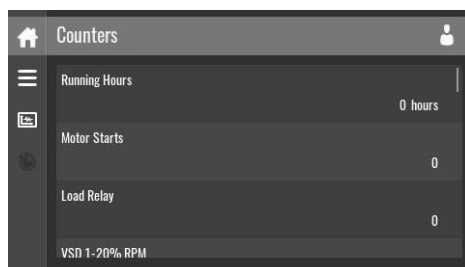 Counters
Running Hours
0 hours
Motor Starts
0
Load Relay
0
VSD 1-20% RPM